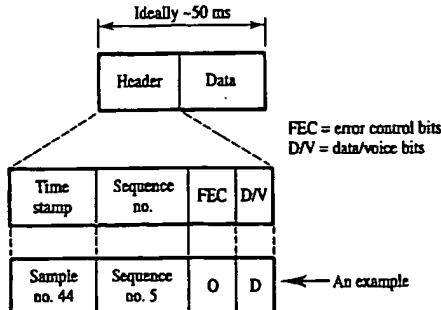 Ideally ~50 ms
Header
Data
FEC = error control bits
D/V = data/voice bits
Time
stamp
Sequence
no.
FEC
D/V
Sample
no. 44
Sequence
no. 5
O
D
An example